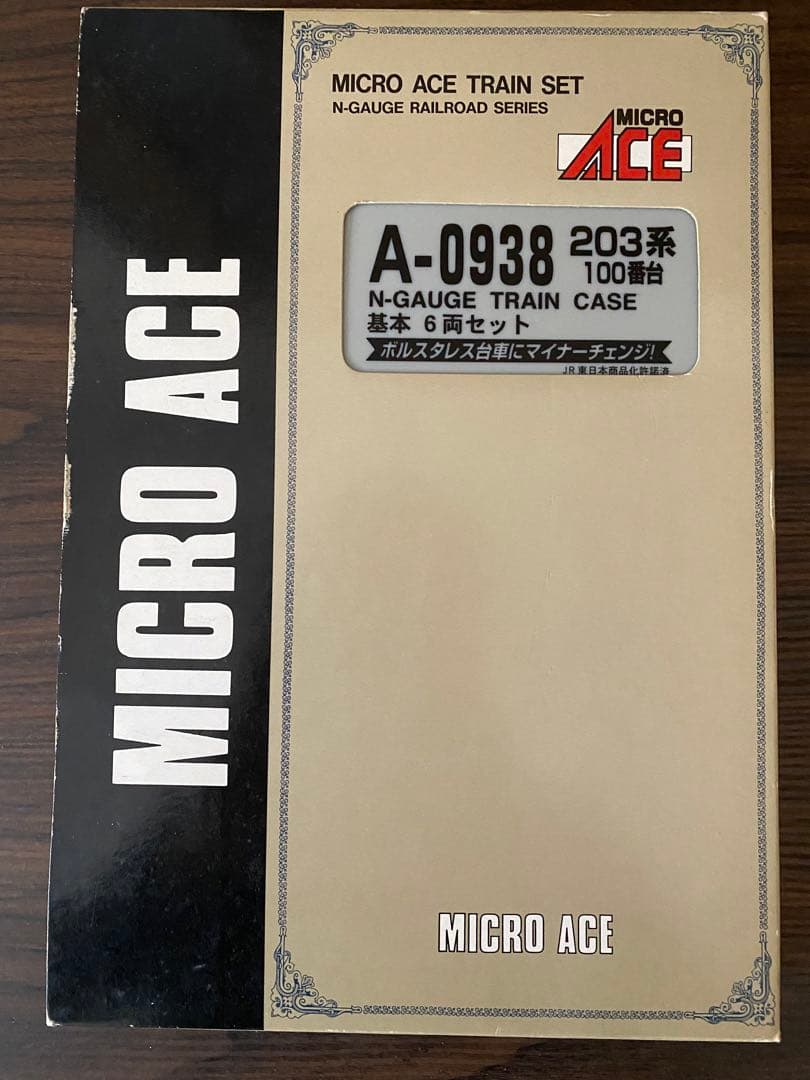 MICRO ACE TRAIN SET
N-GAUGE RAILROAD SERIES
MICRO
ACE
A-0938 203系
100番台
N-GAUGE TRAIN CASE
基本 6両セット
ボルスタレス台車にマイナーチェンジ!
JR東日本商品化許諾済
MICRO ACE
MICRO ACE